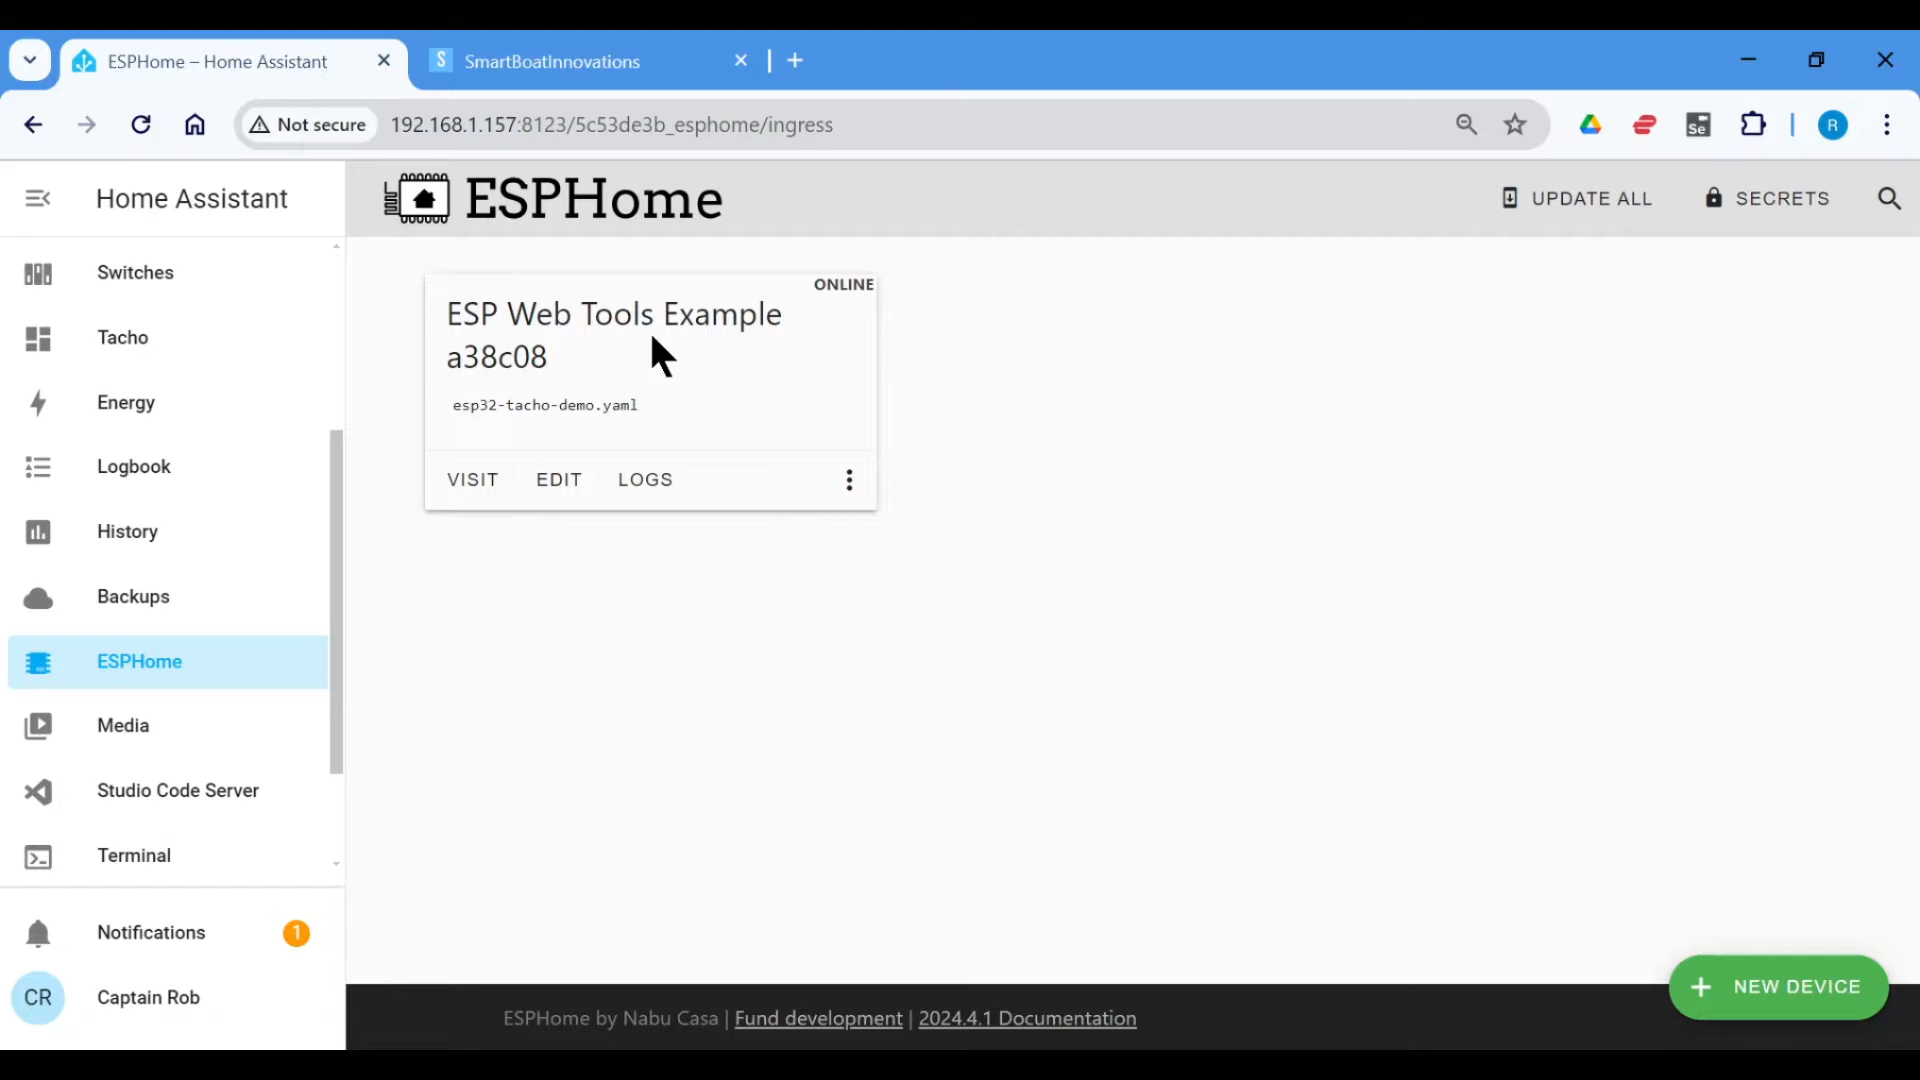 ESPHome – Home Assistant
S SmartBoatInnovations
Not secure
192.168.1.157:8123/5c53de3b_esphome/ingress
Se
R
Home Assistant
ESPHome
UPDATE ALL
SECRETS
Switches
Tacho
Energy
Logbook
History
Backups
ESPHome
Media
Studio Code Server
Terminal
Notifications 1
CR Captain Rob
ONLINE
ESP Web Tools Example
a38c08
esp32-tacho-demo.yaml
VISIT EDIT LOGS
NEW DEVICE
ESPHome by Nabu Casa | Fund development | 2024.4.1 Documentation